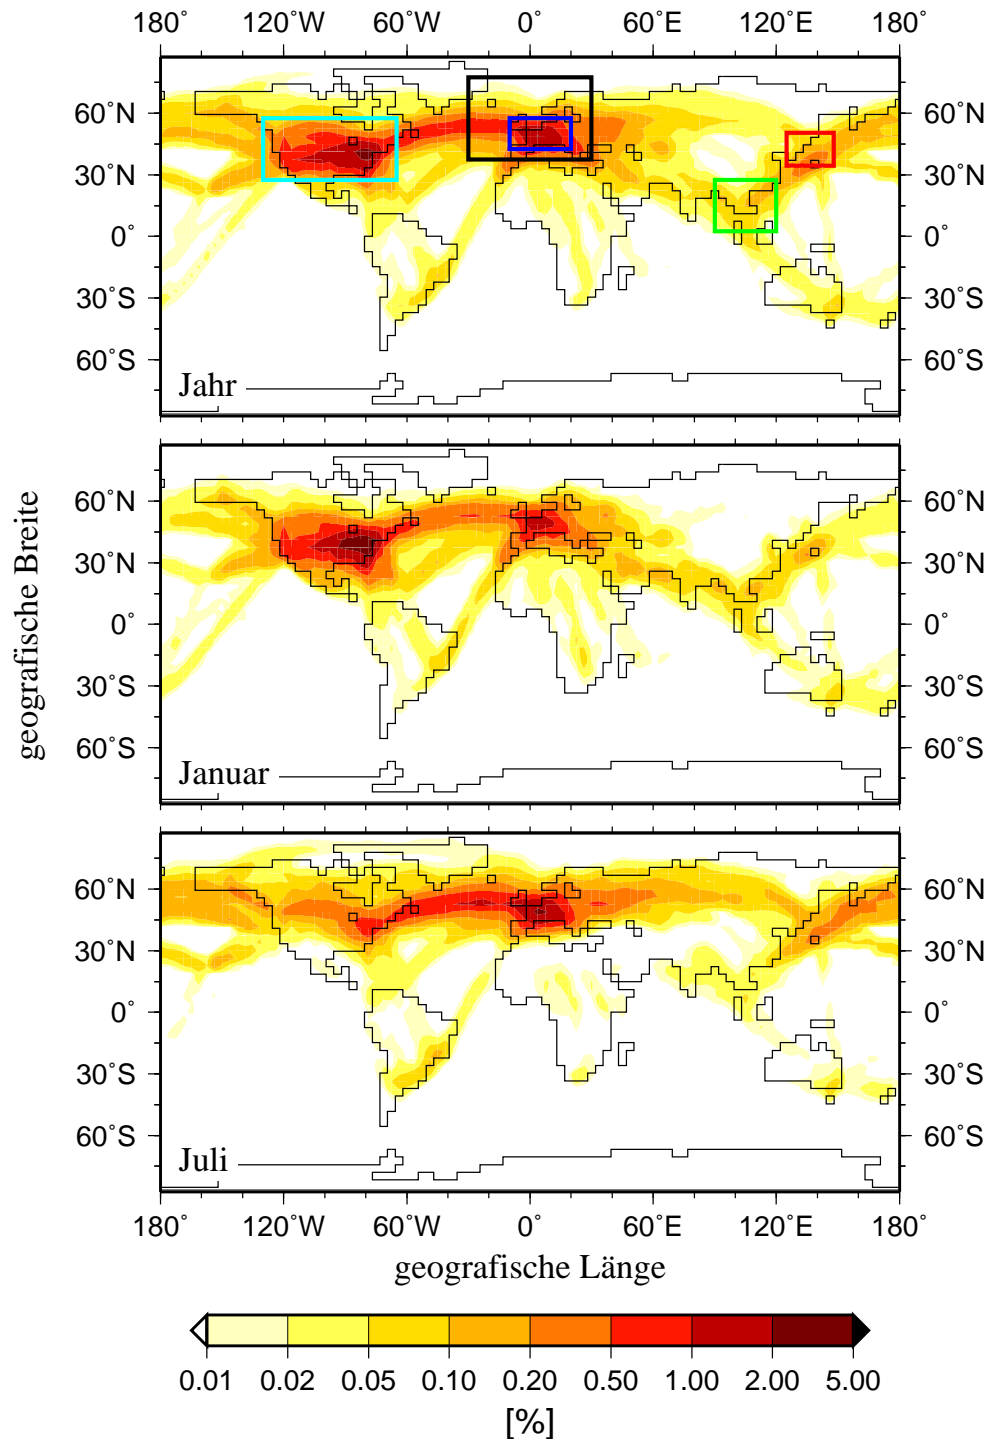 180˚ 120˚W 60˚W 0˚ 60˚E 120˚E 180˚
60˚N 60˚N
30˚N 30˚N
0˚ 0˚
30˚S 30˚S
60˚S 60˚S
Jahr
60˚N 60˚N
30˚N 30˚N
0˚ 0˚
30˚S 30˚S
60˚S 60˚S
Januar
geografische Breite
60˚N 60˚N
30˚N 30˚N
0˚ 0˚
30˚S 30˚S
60˚S 60˚S
Juli
180˚ 120˚W 60˚W 0˚ 60˚E 120˚E 180˚
geografische Länge
0.01 0.02 0.05 0.10 0.20 0.50 1.00 2.00 5.00
[%]